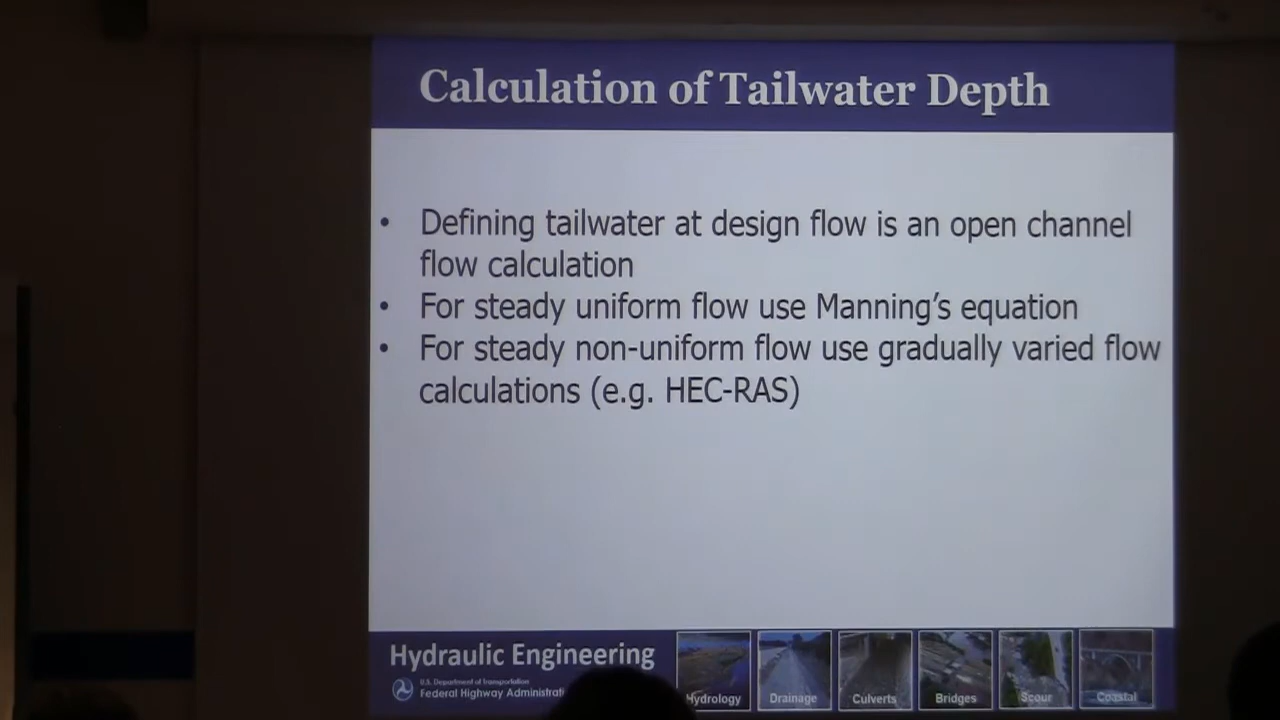 Calculation of Tailwater Depth
• Defining tailwater at design flow is an open channel
flow calculation
• For steady uniform flow use Manning’s equation
• For steady non-uniform flow use gradually varied flow
calculations (e.g. HEC-RAS)
Hydraulic Engineering
U.S. Department of Transportation
Federal Highway
Hydrology
Drainage
Culverts
Bridges
Scour
Coastal